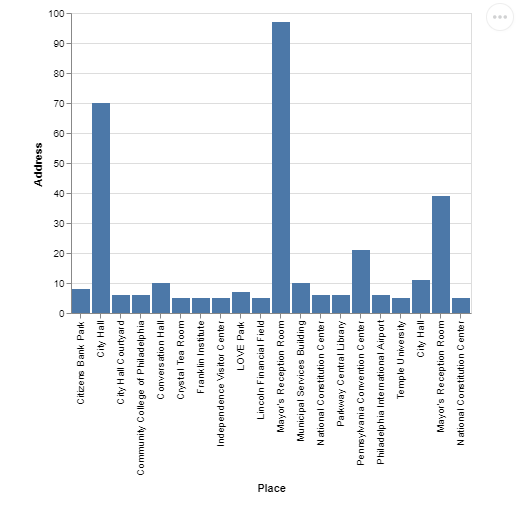 100
90
80
70
60
50
40
30
20
10
0
Address
Citizens Bank Park
City Hall
City Hall Courtyard
Community College of Philadelphia
Conversation Hall
Crystal Tea Room
Franklin Institute
Independence Visitor Center
LOVE Park
Lincoln Financial Field
Mayor's Reception Room
Municipal Services Building
National Constitution Center
Parkway Central Library
Pennsylvania Convention Center
Philadelphia International Airport
Temple University
City Hall
Mayor's Reception Room
National Constitution Center
Place